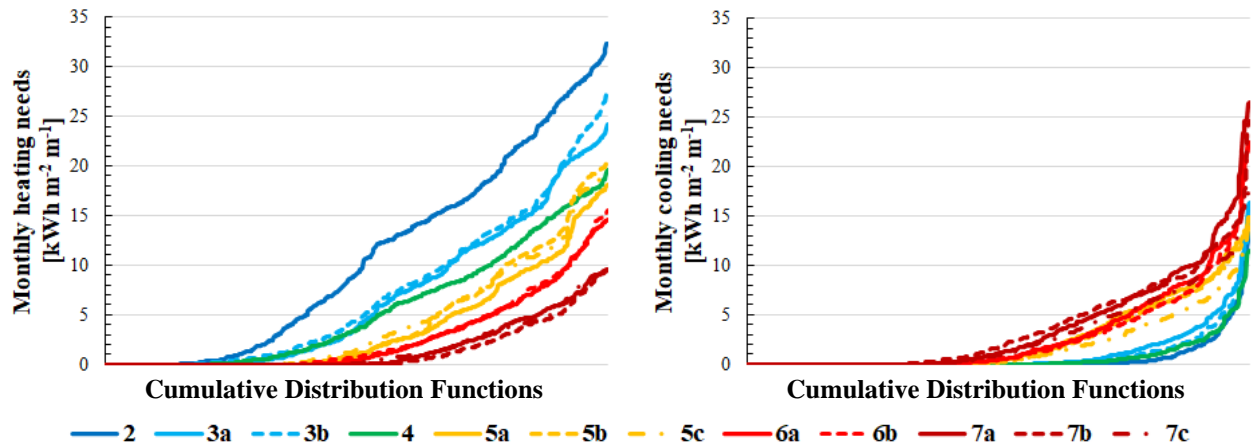 35
30
25
20
15
10
5
0
Monthly heating needs
[kWh m-2 m-1]
Cumulative Distribution Functions
35
30
25
20
15
10
5
0
Monthly cooling needs
[kWh m-2 m-1]
Cumulative Distribution Functions
2 3a 3b 4 5a 5b 5c 6a 6b 7a 7b 7c